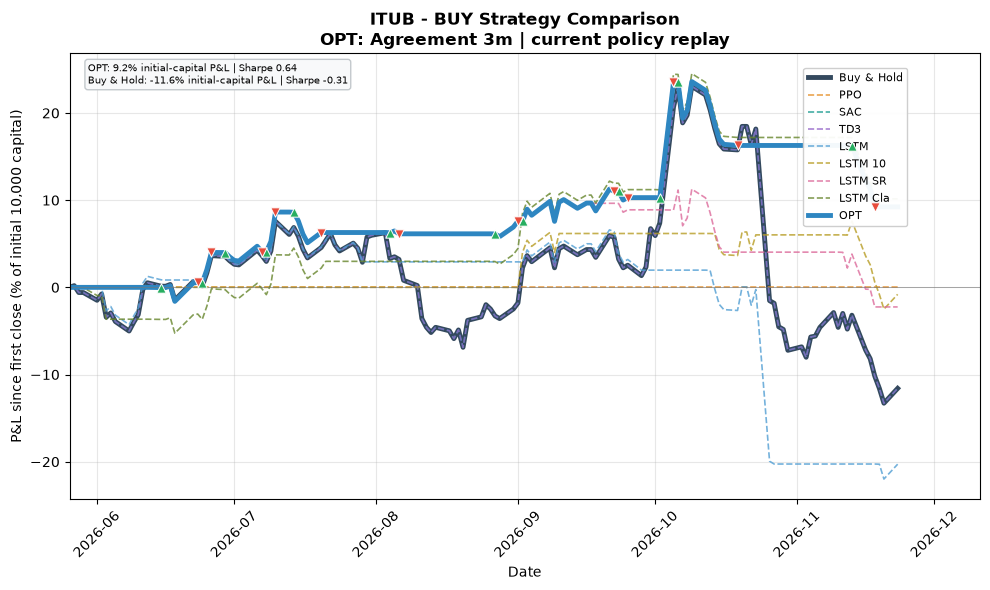 ITUB - BUY Strategy Comparison
OPT: Agreement 3m | current policy replay
OPT: 9.2% initial-capital P&L | Sharpe 0.64
Buy & Hold: -11.6% initial-capital P&L | Sharpe -0.31
Buy & Hold
PPO
SAC
TD3
LSTM
LSTM 10
LSTM SR
LSTM Cla
OPT
P&L since first close (% of initial 10,000 capital)
20
10
0
−10
−20
2026-06
2026-07
2026-08
2026-09
2026-10
2026-11
2026-12
Date